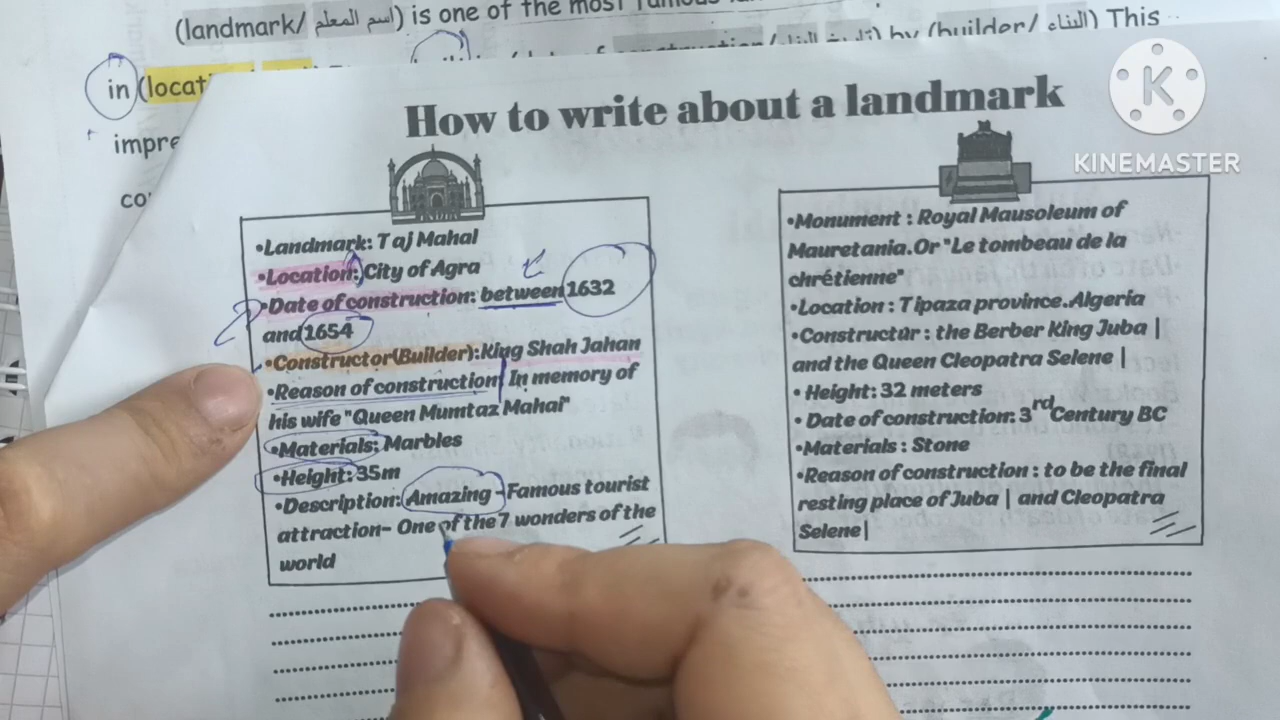 (landmark/ اسم المعلم) is one of the most famous
by (builder/ البناء) This
in (locat
impre
co
KINEMASTER
How to write about a landmark
•Landmark: Taj Mahal
•Location: City of Agra
•Date of construction: between 1632
and 1654
•Constructor(Builder):King Shah Jahan
•Reason of construction: In memory of
his wife "Queen Mumtaz Mahal"
•Materials: Marbles
•Height: 35m
•Description: Amazing -Famous tourist
attraction- One of the 7 wonders of the
world
•Monument : Royal Mausoleum of
Mauretania.Or "Le tombeau de la
chrétienne"
•Location : Tipaza province.Algeria
•Constructur : the Berber King Juba |
and the Queen Cleopatra Selene |
• Height: 32 meters
• Date of construction: 3rd Century BC
•Materials : Stone
•Reason of construction : to be the final
resting place of Juba | and Cleopatra
Selene|